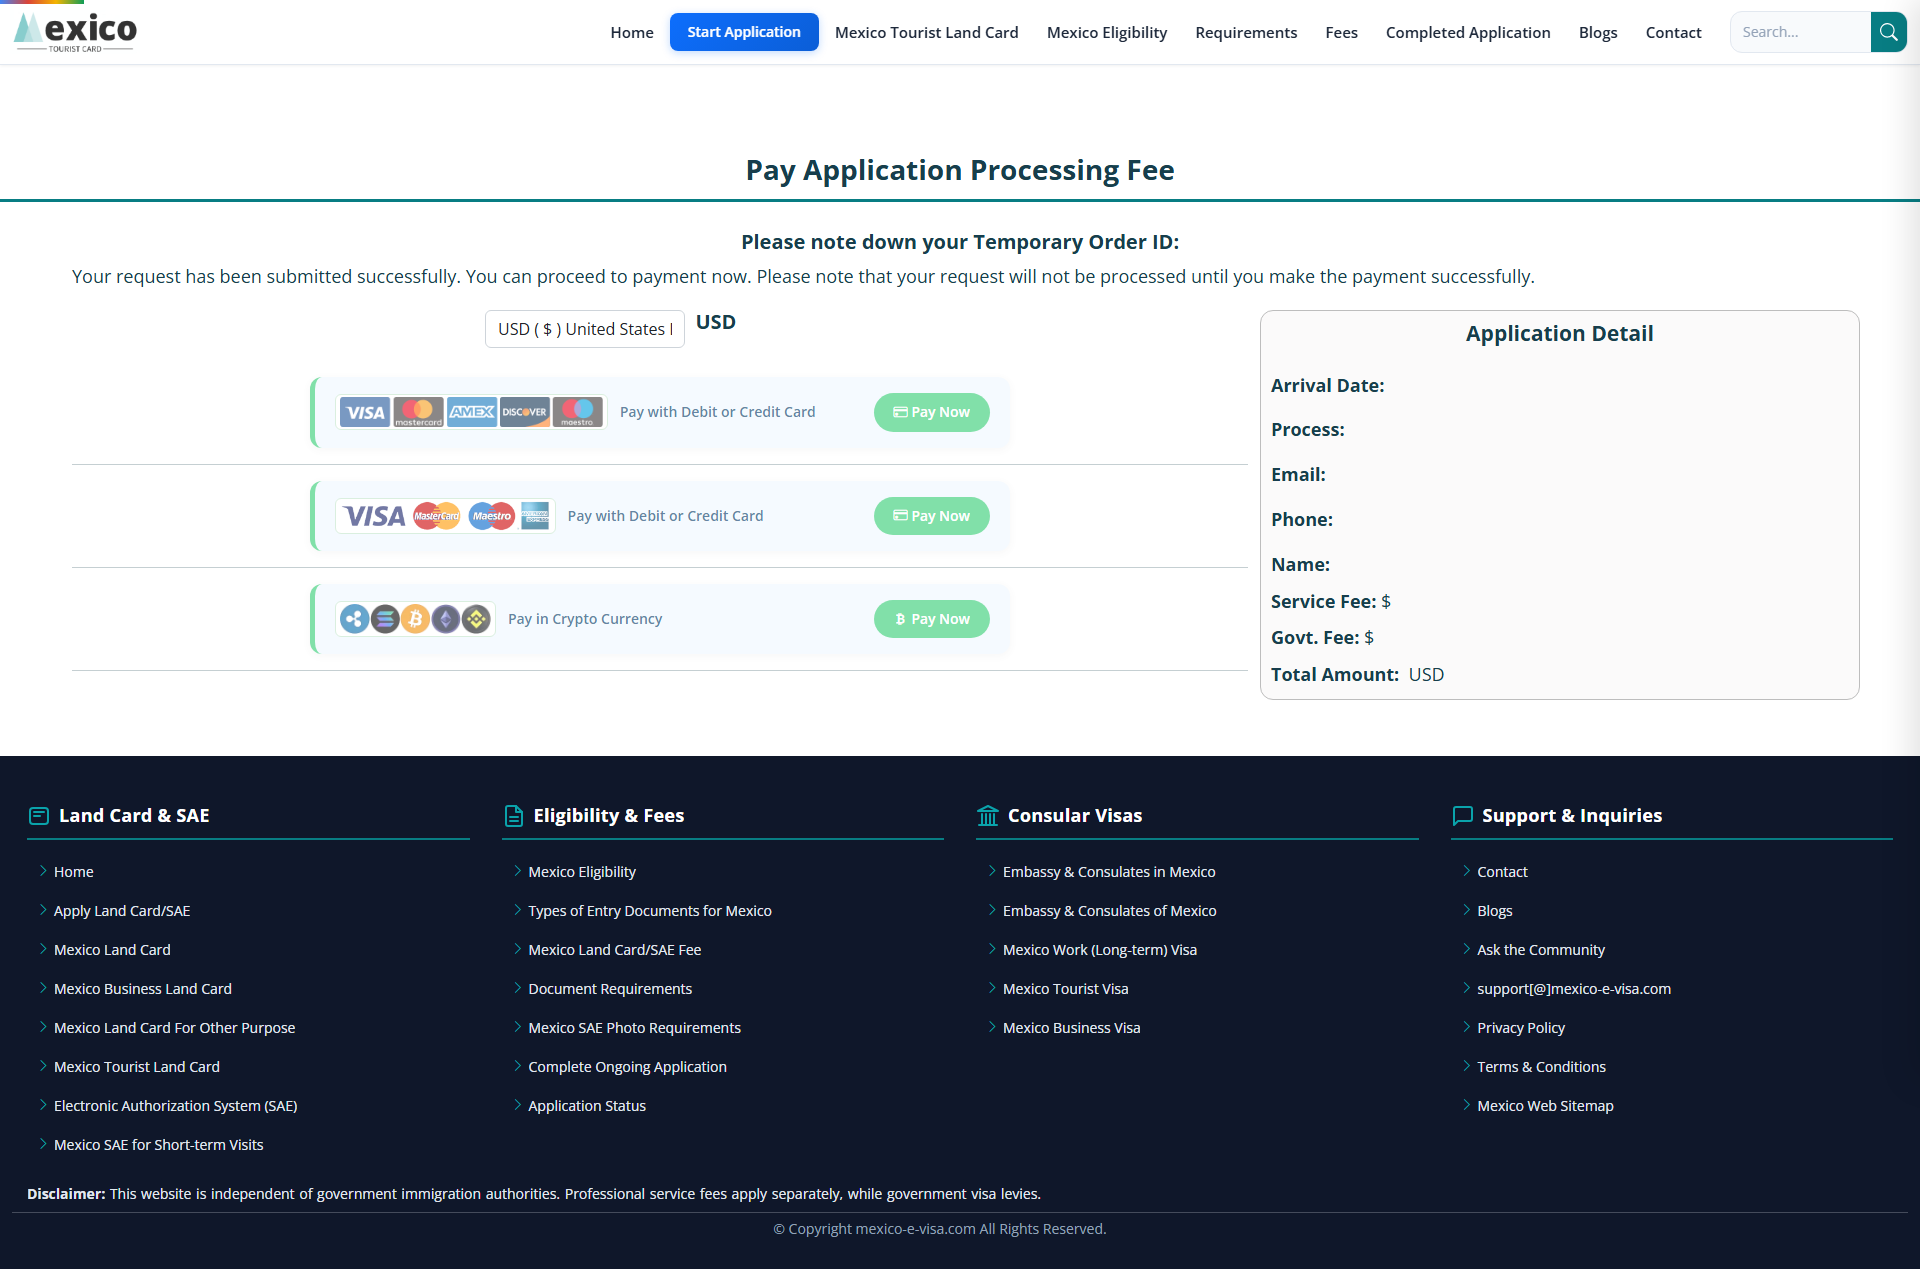 Mexico
TOURIST CARD
Home
Start Application
Mexico Tourist Land Card
Mexico Eligibility
Requirements
Fees
Completed Application
Blogs
Contact
Search...
Pay Application Processing Fee
Please note down your Temporary Order ID:
Your request has been submitted successfully. You can proceed to payment now. Please note that your request will not be processed until you make the payment successfully.
USD ( $ ) United States
USD
VISA mastercard AMEX DISCOVER maestro
Pay with Debit or Credit Card
Pay Now
VISA MasterCard Maestro
Pay with Debit or Credit Card
Pay Now
Pay in Crypto Currency
Pay Now
Application Detail
Arrival Date:
Process:
Email:
Phone:
Name:
Service Fee: $
Govt. Fee: $
Total Amount: USD
Land Card & SAE
Home
Apply Land Card/SAE
Mexico Land Card
Mexico Business Land Card
Mexico Land Card For Other Purpose
Mexico Tourist Land Card
Electronic Authorization System (SAE)
Mexico SAE for Short-term Visits
Eligibility & Fees
Mexico Eligibility
Types of Entry Documents for Mexico
Mexico Land Card/SAE Fee
Document Requirements
Mexico SAE Photo Requirements
Complete Ongoing Application
Application Status
Consular Visas
Embassy & Consulates in Mexico
Embassy & Consulates of Mexico
Mexico Work (Long-term) Visa
Mexico Tourist Visa
Mexico Business Visa
Support & Inquiries
Contact
Blogs
Ask the Community
support[@]mexico-e-visa.com
Privacy Policy
Terms & Conditions
Mexico Web Sitemap
Disclaimer: This website is independent of government immigration authorities. Professional service fees apply separately, while government visa levies.
© Copyright mexico-e-visa.com All Rights Reserved.